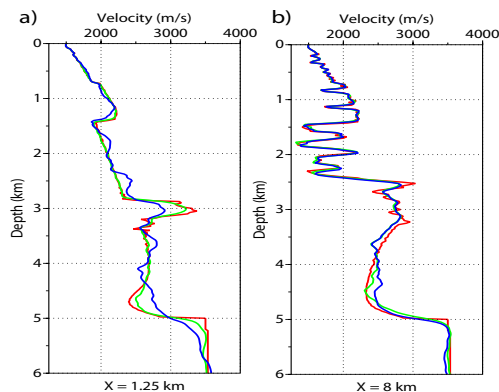 a)
Velocity (m/s)
2000 3000 4000
0
1
2
3
4
5
6
Depth (km)
X = 1.25 km
b)
Velocity (m/s)
2000 3000 4000
0
1
2
3
4
5
6
Depth (km)
X = 8 km